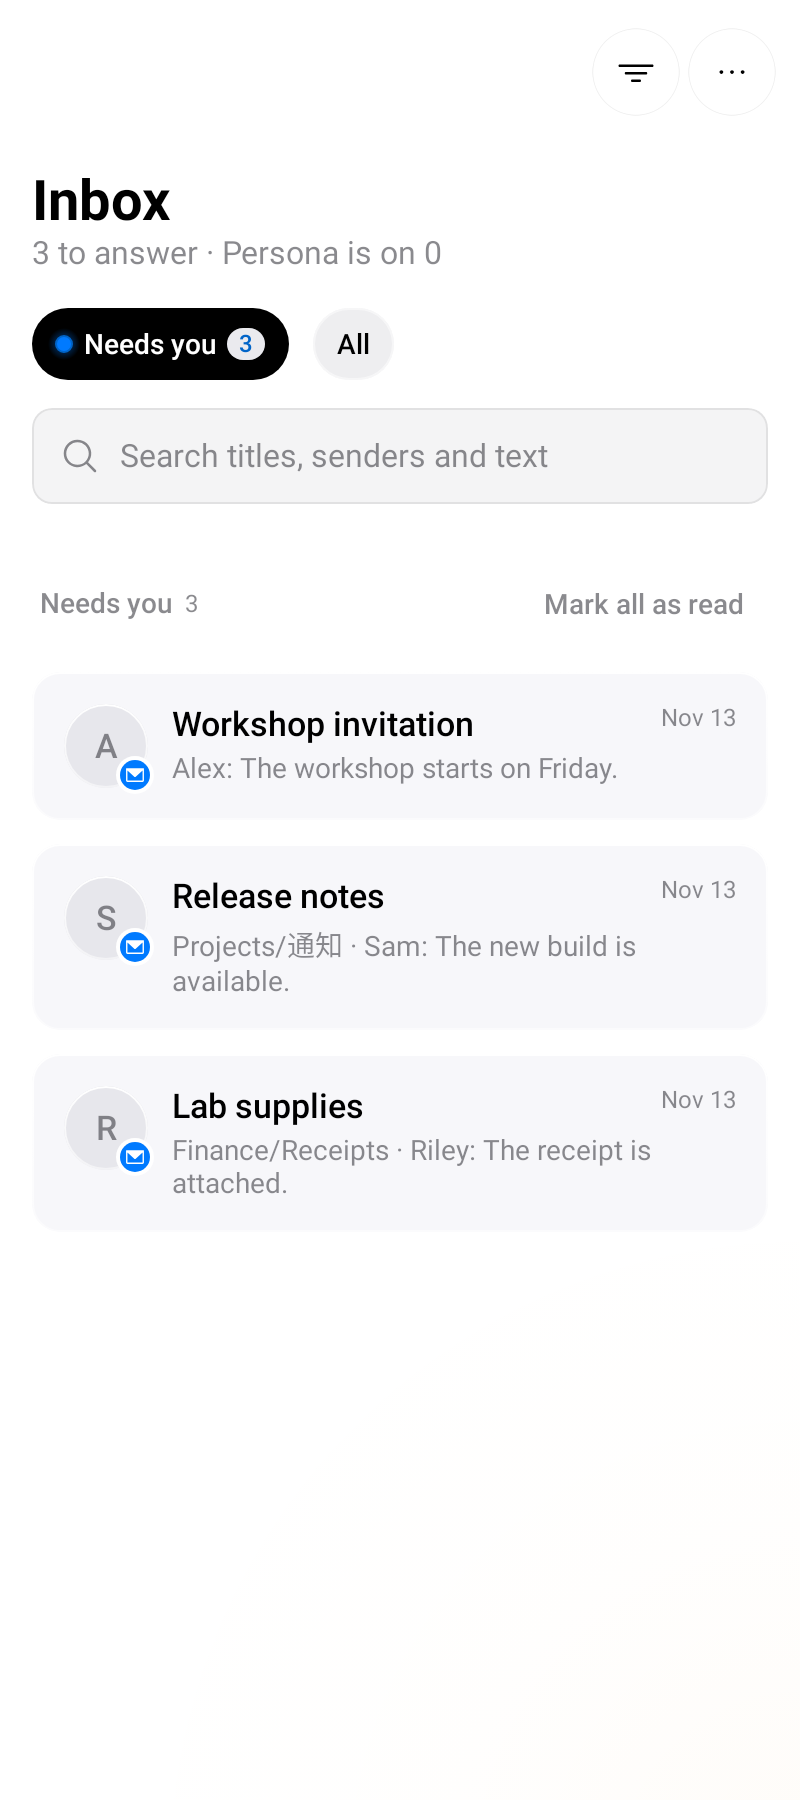 Inbox
3 to answer · Persona is on 0
Needs you 3
All
Search titles, senders and text
Needs you 3
Mark all as read
A
Workshop invitation
Nov 13
Alex: The workshop starts on Friday.
S
Release notes
Nov 13
Projects/通知 · Sam: The new build is
available.
R
Lab supplies
Nov 13
Finance/Receipts · Riley: The receipt is
attached.